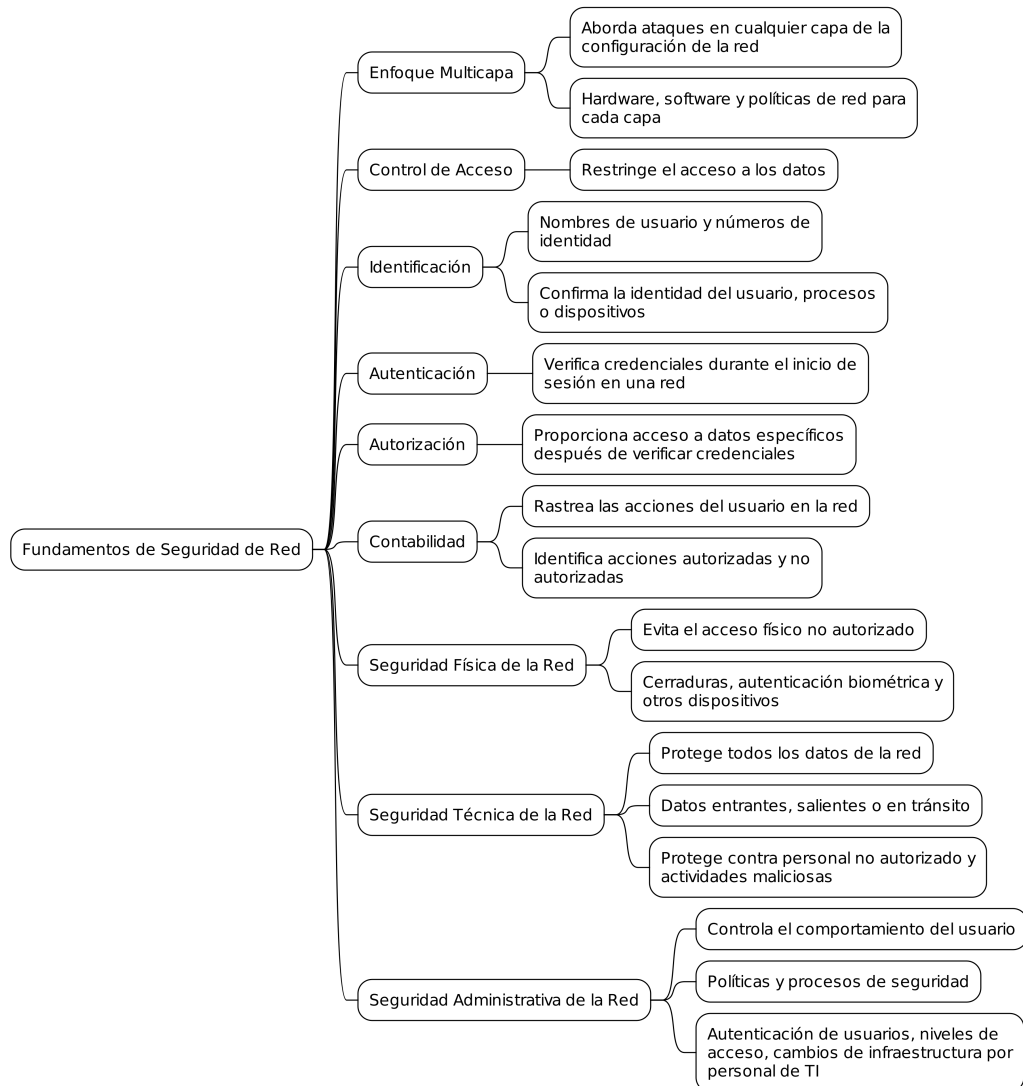 Aborda ataques en cualquier capa de la
configuración de la red
Enfoque Multicapa
Hardware, software y políticas de red para
cada capa
Control de Acceso
Restringe el acceso a los datos
Nombres de usuario y números de
identidad
Identificación
Confirma la identidad del usuario, procesos
o dispositivos
Autenticación
Verifica credenciales durante el inicio de
sesión en una red
Autorización
Proporciona acceso a datos específicos
después de verificar credenciales
Rastrea las acciones del usuario en la red
Contabilidad
Identifica acciones autorizadas y no
autorizadas
Fundamentos de Seguridad de Red
Evita el acceso físico no autorizado
Seguridad Física de la Red
Cerraduras, autenticación biométrica y
otros dispositivos
Protege todos los datos de la red
Seguridad Técnica de la Red
Datos entrantes, salientes o en tránsito
Protege contra personal no autorizado y
actividades maliciosas
Controla el comportamiento del usuario
Políticas y procesos de seguridad
Seguridad Administrativa de la Red
Autenticación de usuarios, niveles de
acceso, cambios de infraestructura por
personal de TI